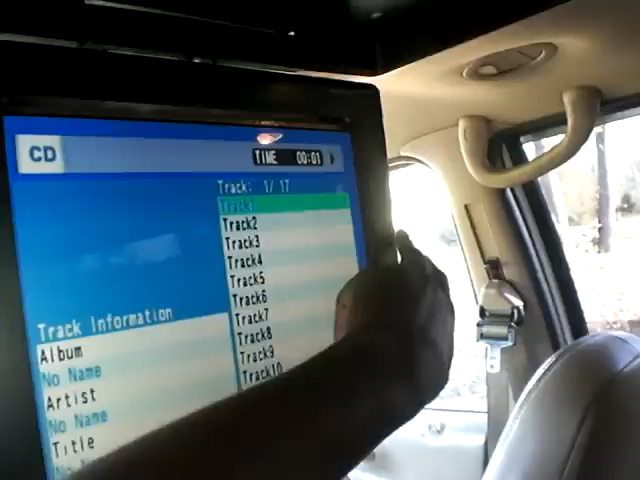 CD
TIME 00:01
Track: 1/ 17
Track1
Track2
Track3
Track4
Track5
Track6
Track7
Track8
Track9
Track10
Track Information
Album
No Name
Artist
No Name
Title